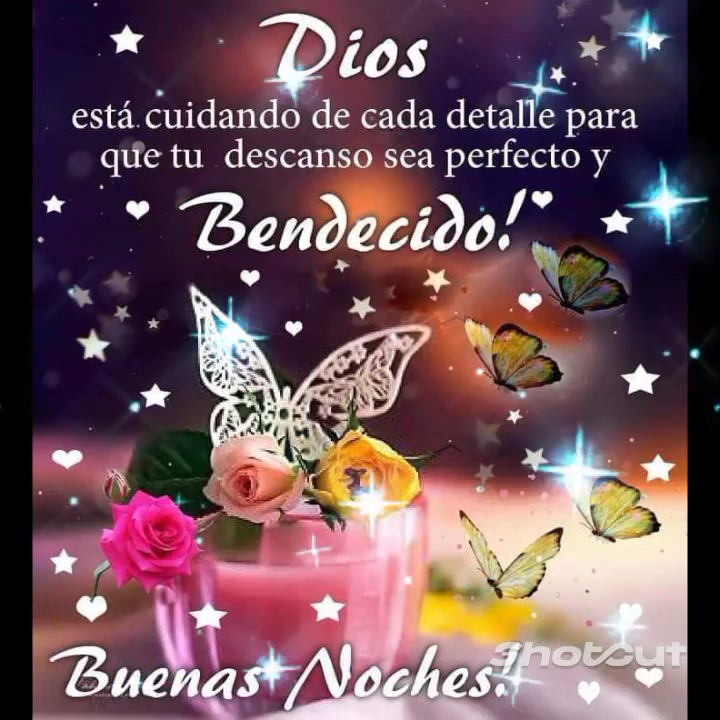 Dios
está cuidando de cada detalle para
que tu descanso sea perfecto y
Bendecido!
Buenas Noches!
Shotcut